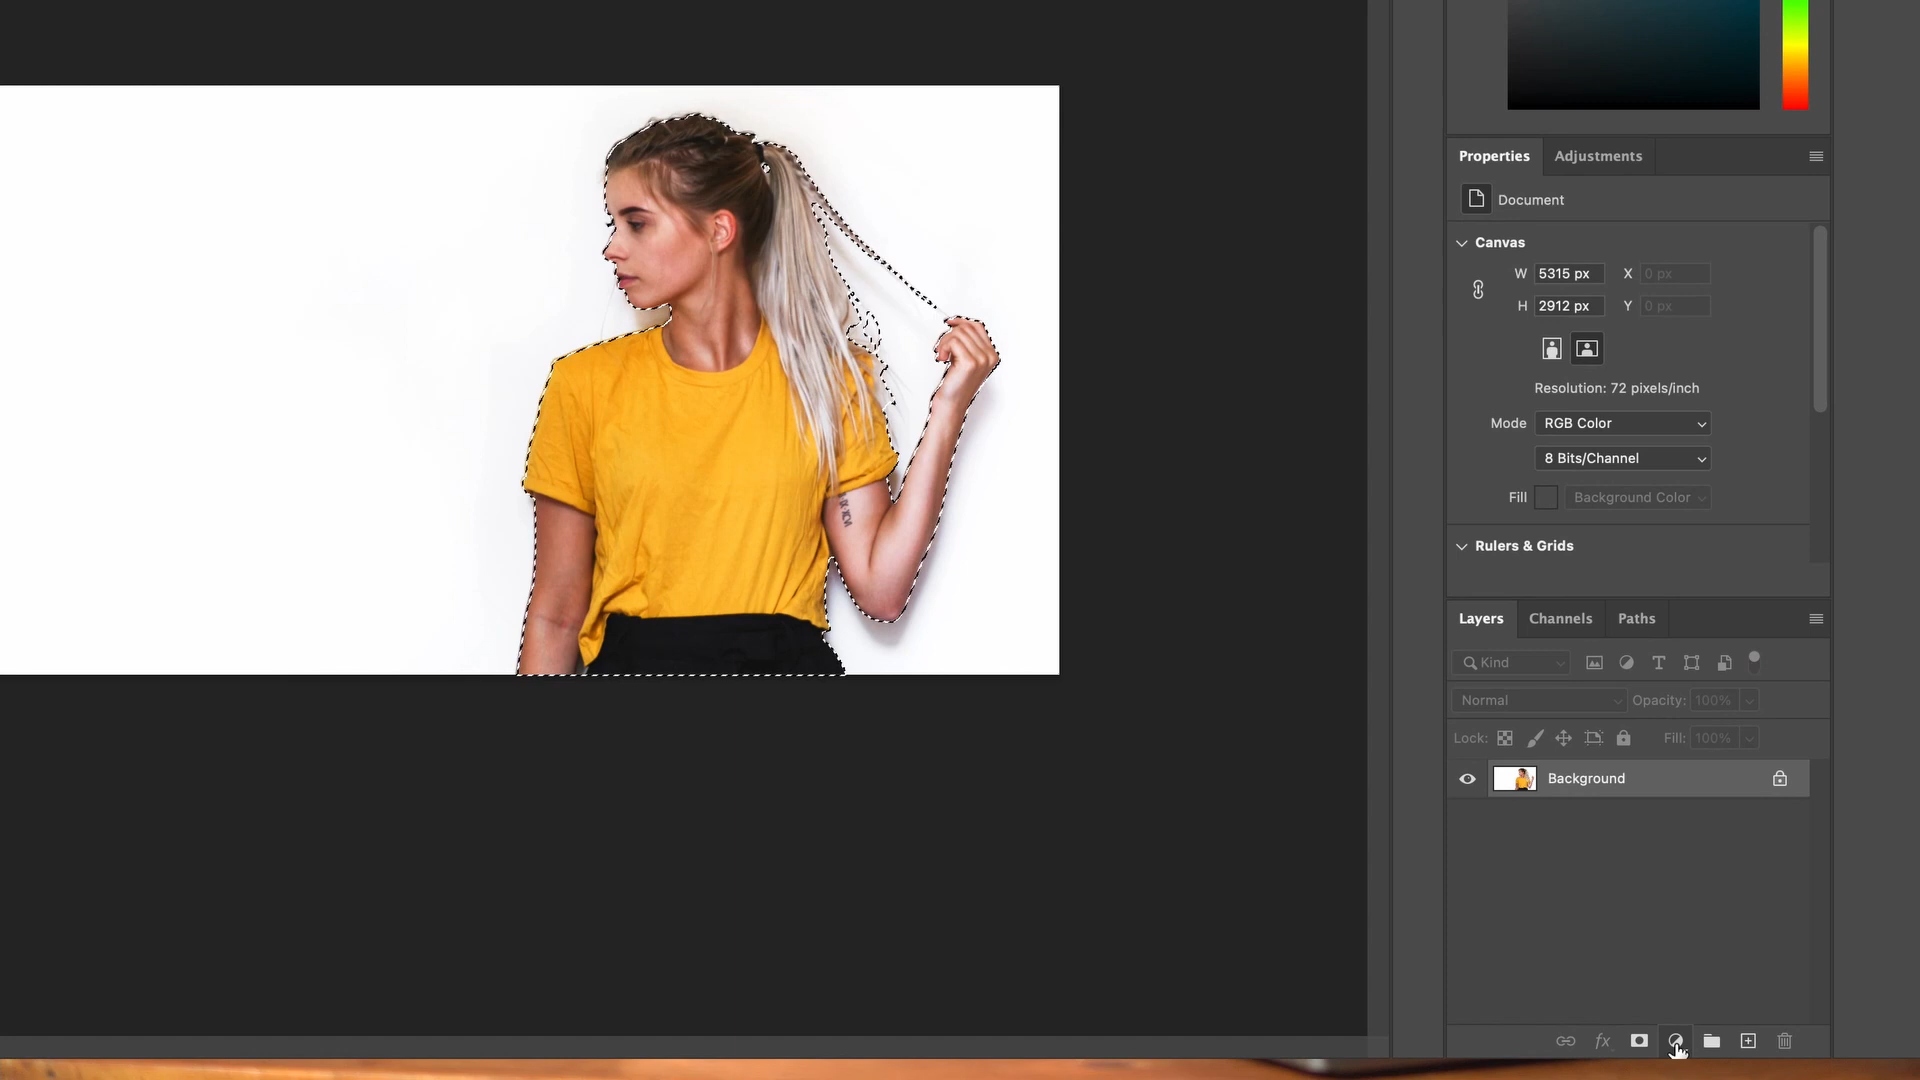 Properties Adjustments
Document
Canvas
W 5315 px X 0 px
H 2912 px Y 0 px
Resolution: 72 pixels/inch
Mode RGB Color
8 Bits/Channel
Fill Background Color
Rulers & Grids
Layers Channels Paths
Kind
Normal Opacity: 100%
Lock: Fill: 100%
Background
fx